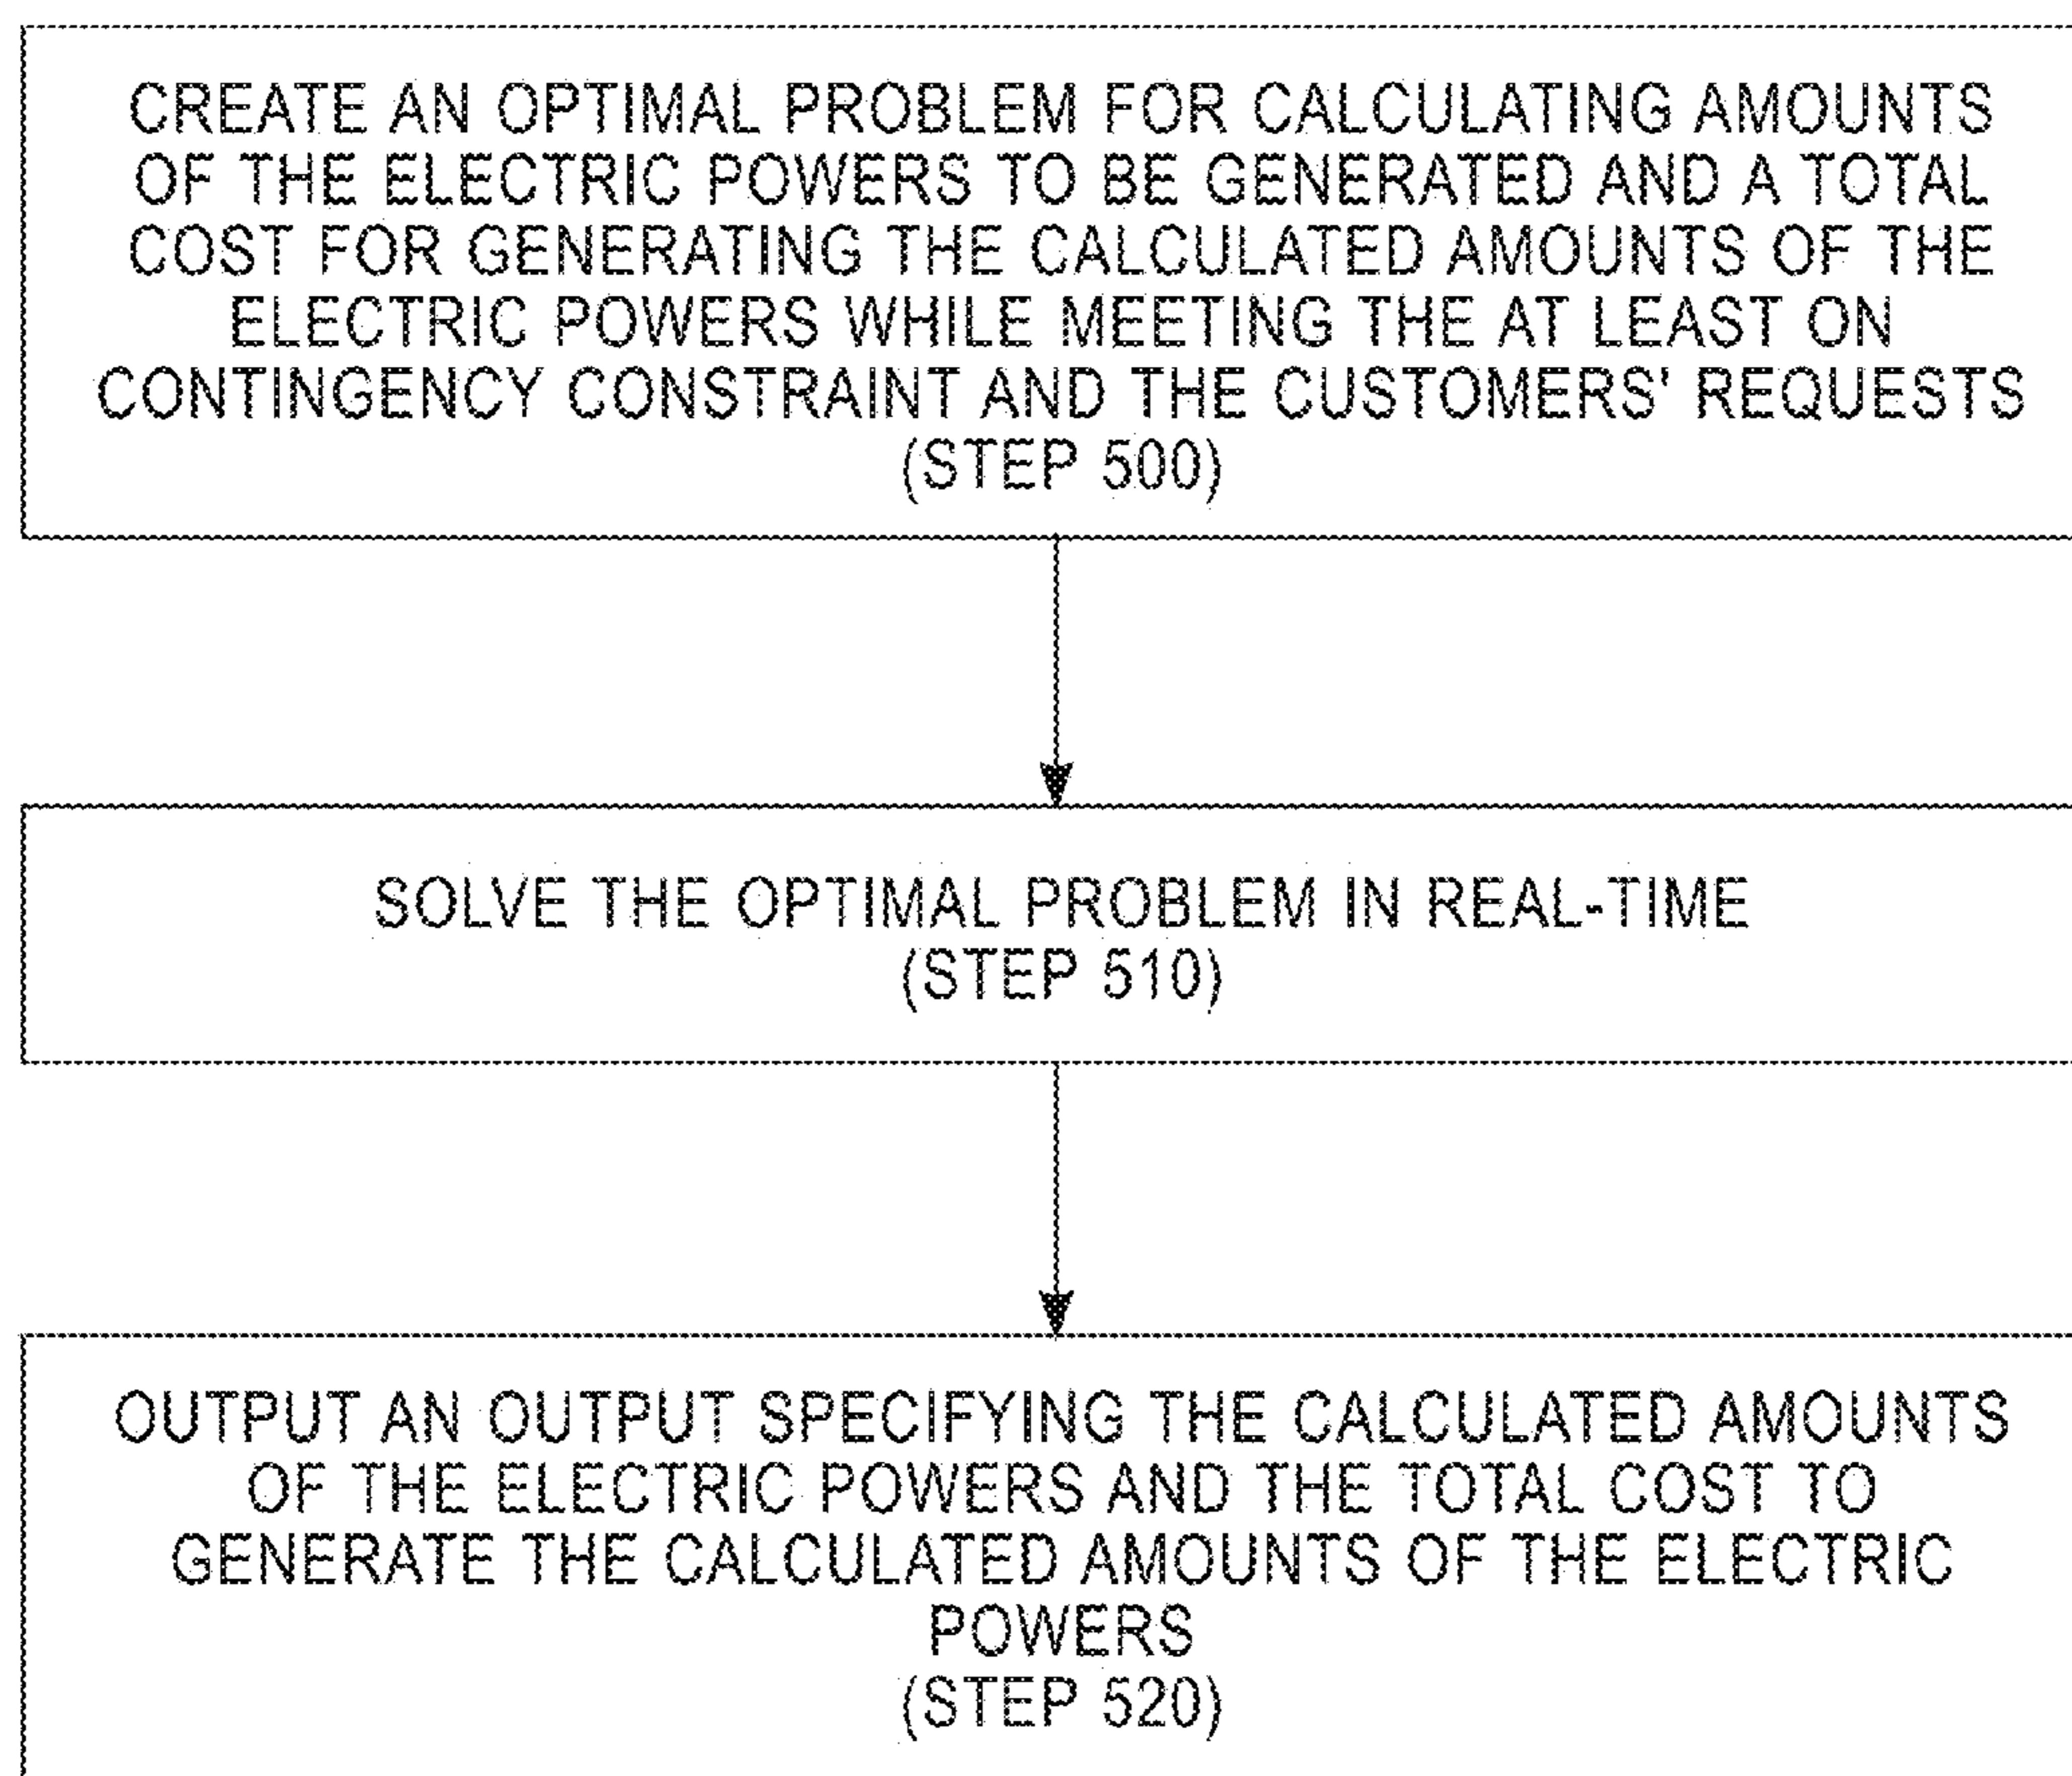 CREATE AN OPTIMAL PROBLEM FOR CALCULATING AMOUNTS
OF THE ELECTRIC POWERS TO BE GENERATED AND A TOTAL
COST FOR GENERATING THE CALCULATED AMOUNTS OF THE
ELECTRIC POWERS WHILE MEETING THE AT LEAST ON
CONTINGENCY CONSTRAINT AND THE CUSTOMERS' REQUESTS
(STEP 500)
SOLVE THE OPTIMAL PROBLEM IN REAL-TIME
(STEP 510)
OUTPUT AN OUTPUT SPECIFYING THE CALCULATED AMOUNTS
OF THE ELECTRIC POWERS AND THE TOTAL COST TO
GENERATE THE CALCULATED AMOUNTS OF THE ELECTRIC
POWERS
(STEP 520)